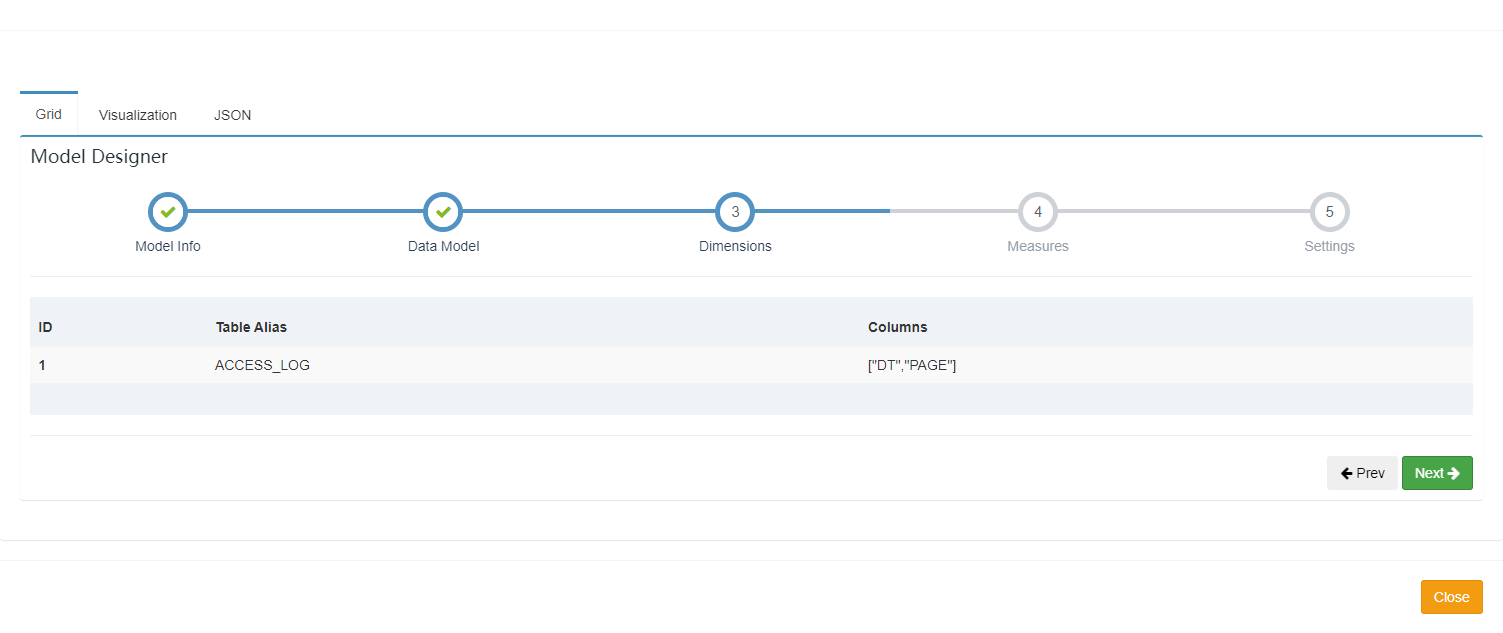 Grid Visualization JSON
Model Designer
3 4 5
Model Info Data Model Dimensions Measures Settings
ID Table Alias Columns
1 ACCESS_LOG ["DT","PAGE"]
Prev Next
Close